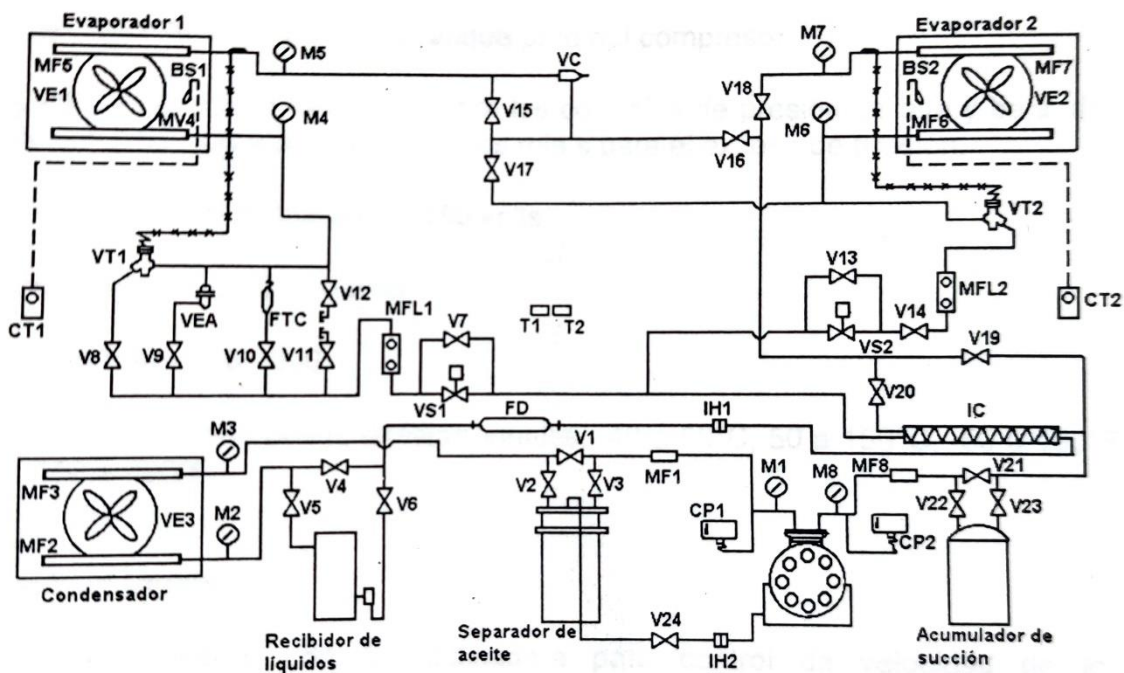 Evaporador 1
M5
VC
M7
Evaporador 2
MF5
BS1
VE1
MV4
M4
V15
V18
M6
BS2
MF7
VE2
MF6
V16
V17
VT1
VT2
CT1
VEA
FTC
V12
MFL1
V7
T1
T2
V13
MFL2
CT2
V8
V9
V10
V11
VS1
VS2
V14
V19
V20
FD
IH1
IC
M3
V1
MF1
M1
M8
MF8
V21
MF3
V4
V5
V6
V2
V3
V22
V23
VE3
M2
CP1
CP2
MF2
Condensador
Recibidor de
líquidos
Separador de
aceite
V24
IH2
Acumulador de
succión